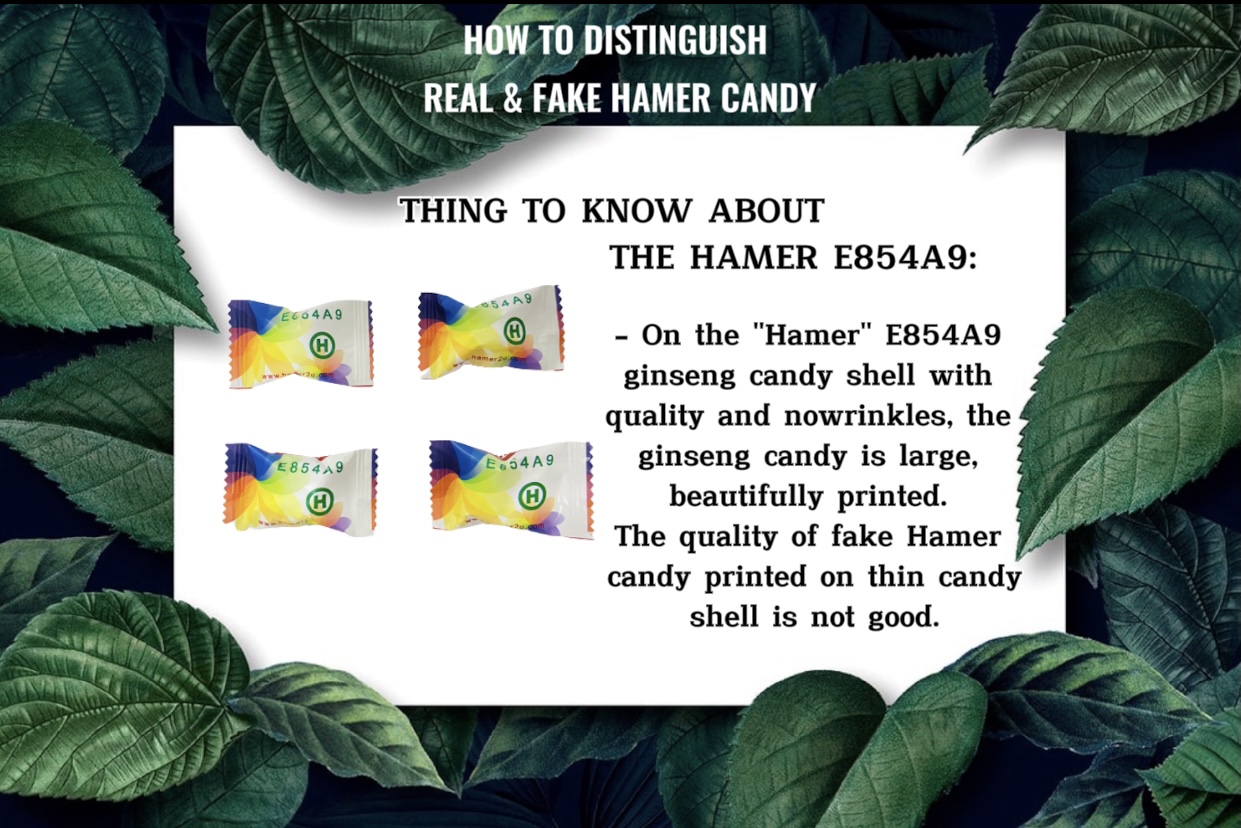 HOW TO DISTINGUISH
REAL & FAKE HAMER CANDY
THING TO KNOW ABOUT
THE HAMER E854A9:
- On the "Hamer" E854A9
ginseng candy shell with
quality and nowrinkles, the
ginseng candy is large,
beautifully printed.
The quality of fake Hamer
candy printed on thin candy
shell is not good.
E854A9
H
E854A9
H
E854A9
H
E854A9
H